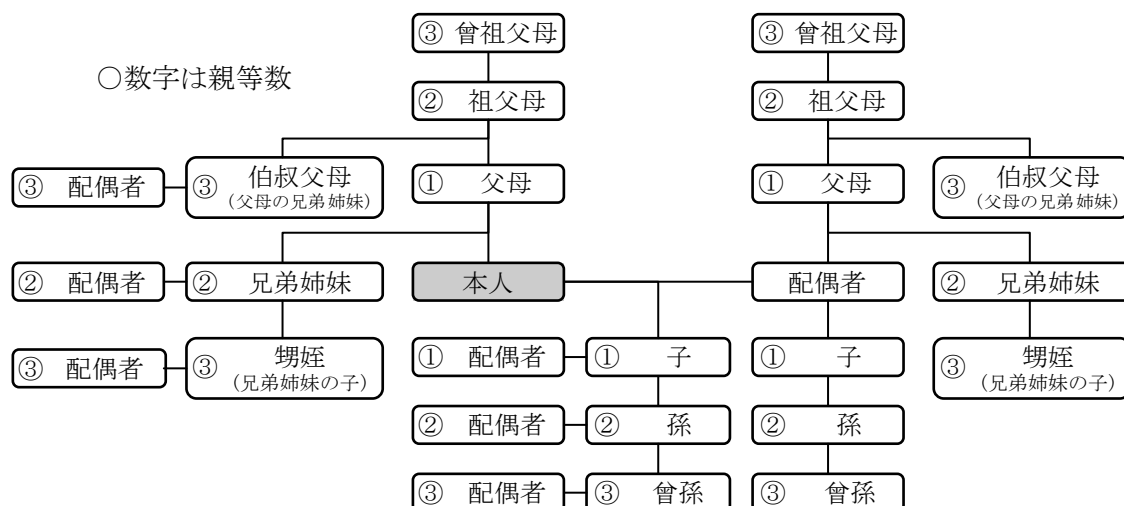 ③ 曾祖父母 ③ 曾祖父母
○数字は親等数
② 祖父母 ② 祖父母
③ 配偶者 ③ 伯叔父母 ① 父母 ① 父母 ③ 伯叔父母
(父母の兄弟姉妹) (父母の兄弟姉妹)
② 配偶者 ② 兄弟姉妹 本人 配偶者 ② 兄弟姉妹
③ 配偶者 ③ 甥姪 ① 配偶者 ① 子 ① 子 ③ 甥姪
(兄弟姉妹の子) (兄弟姉妹の子)
② 配偶者 ② 孫 ② 孫
③ 配偶者 ③ 曾孫 ③ 曾孫